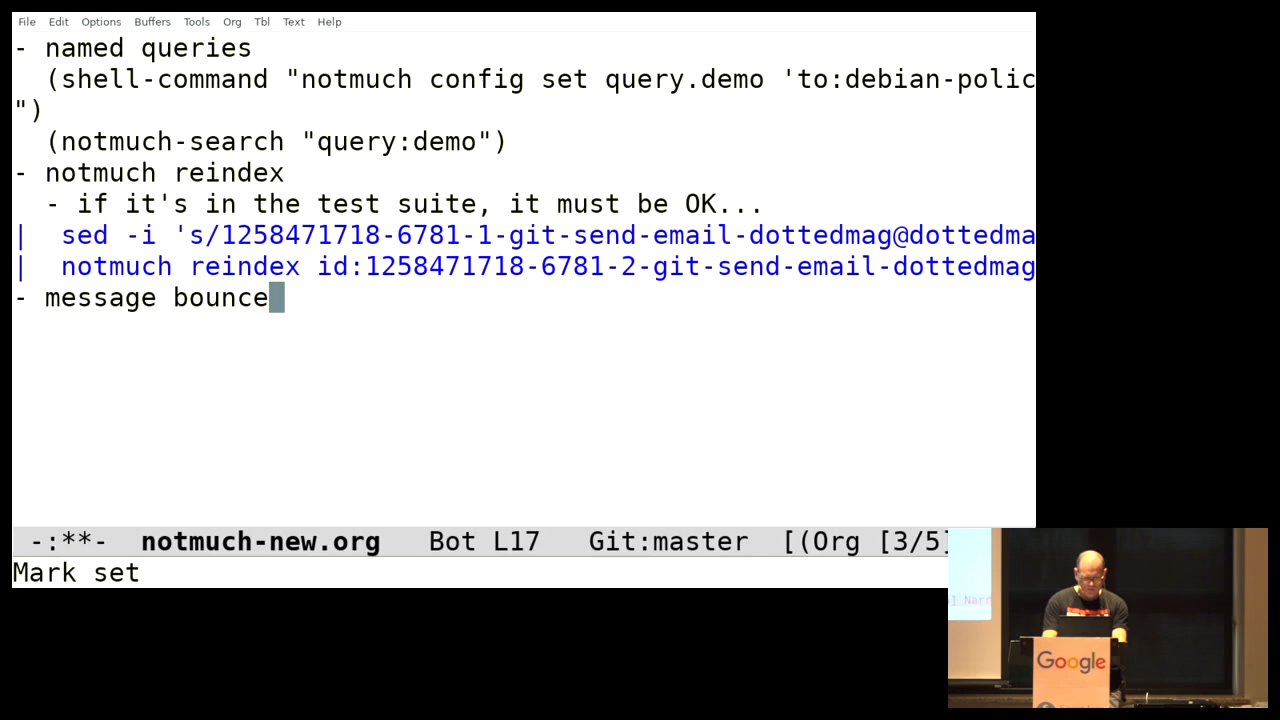 File Edit Options Buffers Tools Org Tbl Text Help
- named queries
(shell-command "notmuch config set query.demo 'to:debian-polic
")
(notmuch-search "query:demo")
- notmuch reindex
- if it's in the test suite, it must be OK...
| sed -i 's/1258471718-6781-1-git-send-email-dottedmag@dottedma
| notmuch reindex id:1258471718-6781-2-git-send-email-dottedmag
- message bounce
-:**- notmuch-new.org Bot L17 Git:master [(Org [3/5]
Mark set
] Narr
Google